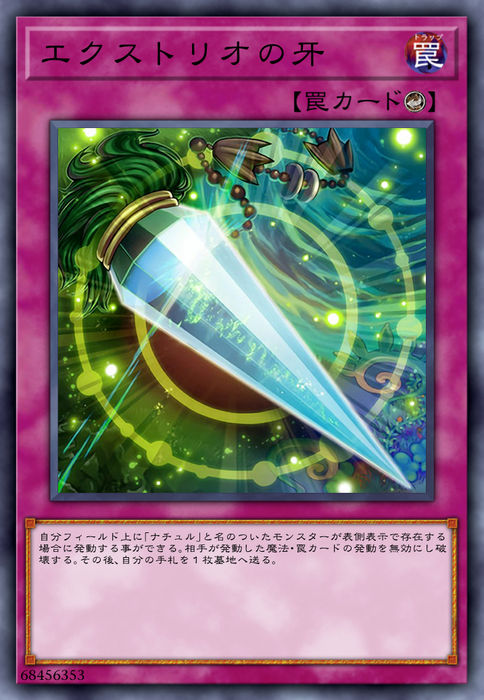 エクストリオの牙
トラップ
罠
【罠カード】
自分フィールド上に「ナチュル」と名のついたモンスターが表側表示で存在する
場合に発動する事ができる。相手が発動した魔法・罠カードの発動を無効にし破
壊する。その後、自分の手札を1枚墓地へ送る。
68456353